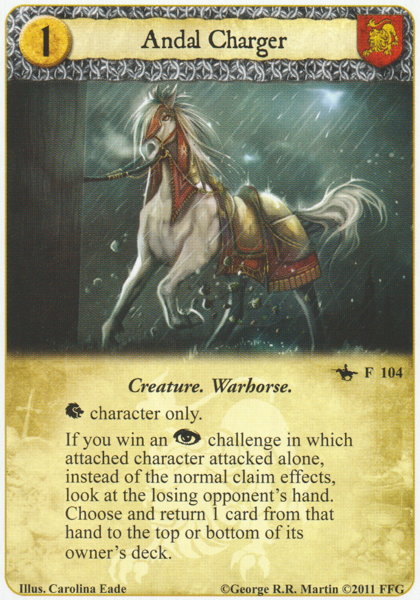 1
Andal Charger
F 104
Creature. Warhorse.
character only.
If you win an challenge in which
attached character attacked alone,
instead of the normal claim effects,
look at the losing opponent's hand.
Choose and return 1 card from that
hand to the top or bottom of its
owner's deck.
Illus. Carolina Eade
©George R.R. Martin ©2011 FFG